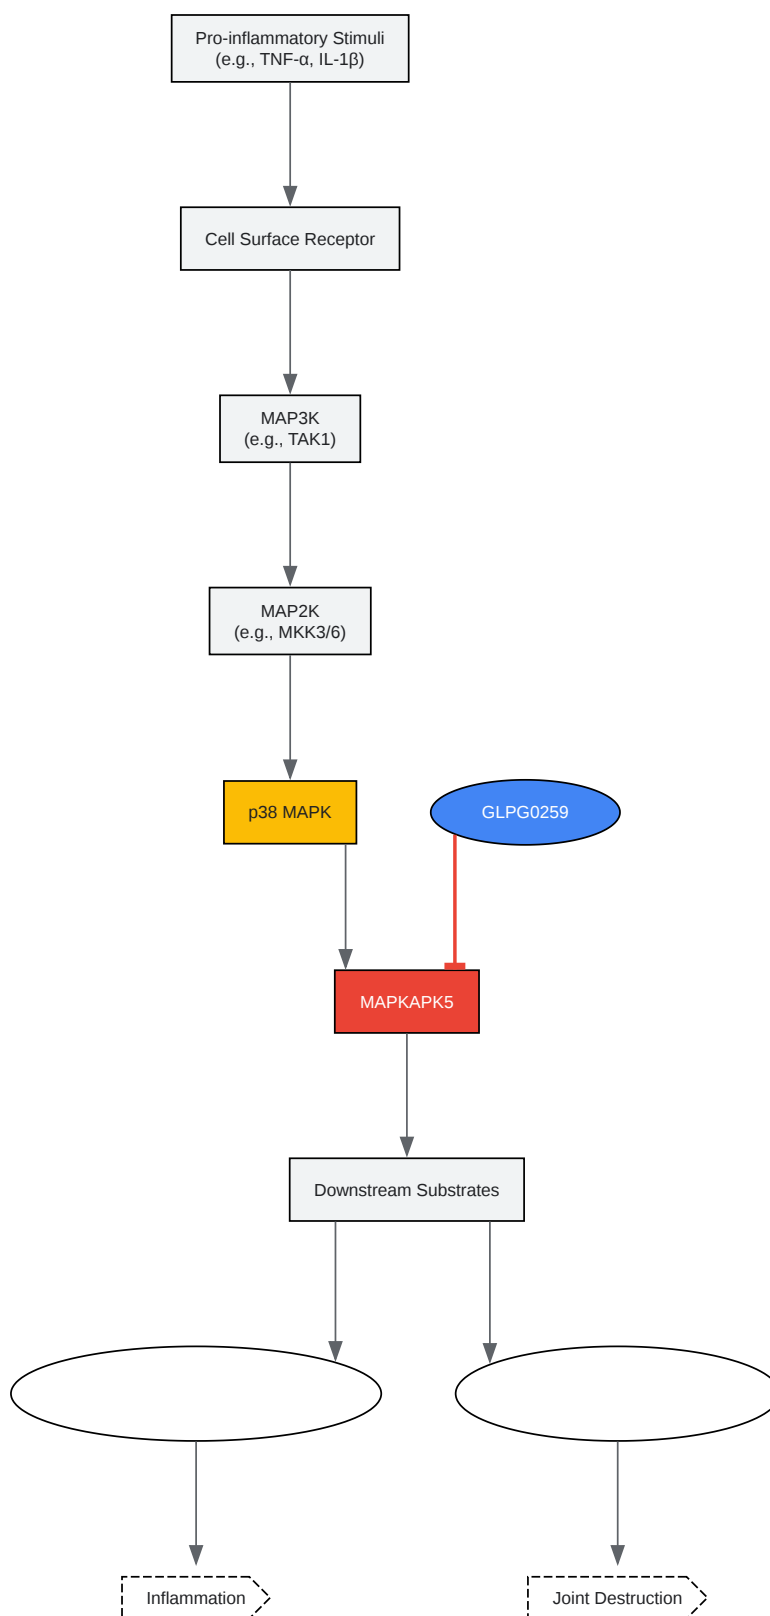 Pro-inflammatory Stimuli
(e.g., TNF-α, IL-1β)
Cell Surface Receptor
MAP3K
(e.g., TAK1)
MAP2K
(e.g., MKK3/6)
p38 MAPK
GLPG0259
MAPKAPK5
Downstream Substrates
Inflammation
Joint Destruction